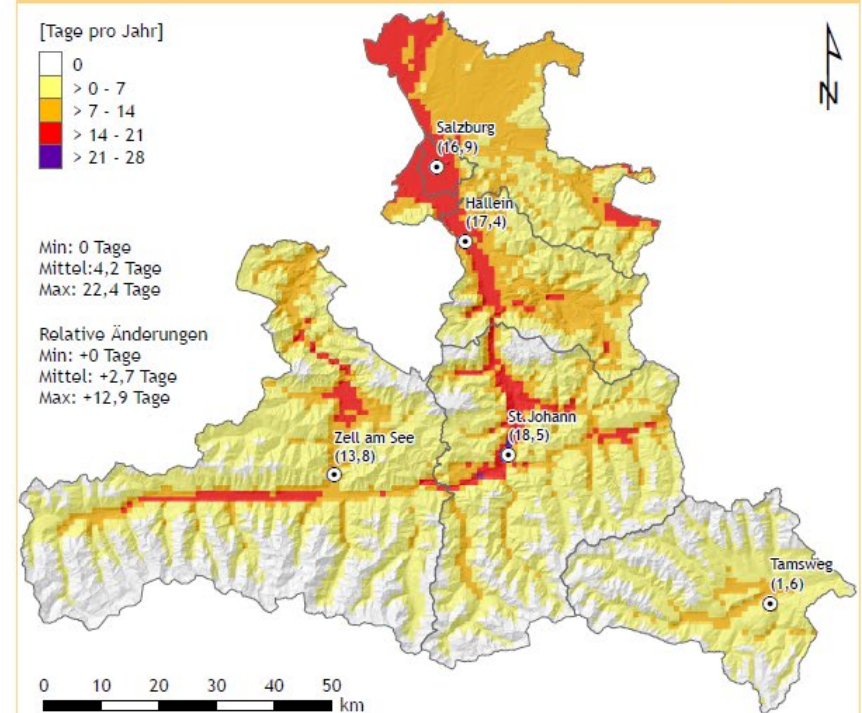 [Tage pro Jahr]
0
> 0 - 7
> 7 - 14
> 14 - 21
> 21 - 28
N
Salzburg
(16,9)
Hallein
(17,4)
Min: 0 Tage
Mittel:4,2 Tage
Max: 22,4 Tage
Relative Änderungen
Min: +0 Tage
Mittel: +2,7 Tage
Max: +12,9 Tage
St. Johann
(18,5)
Zell am See
(13,8)
Tamsweg
(1,6)
0 10 20 30 40 50
km